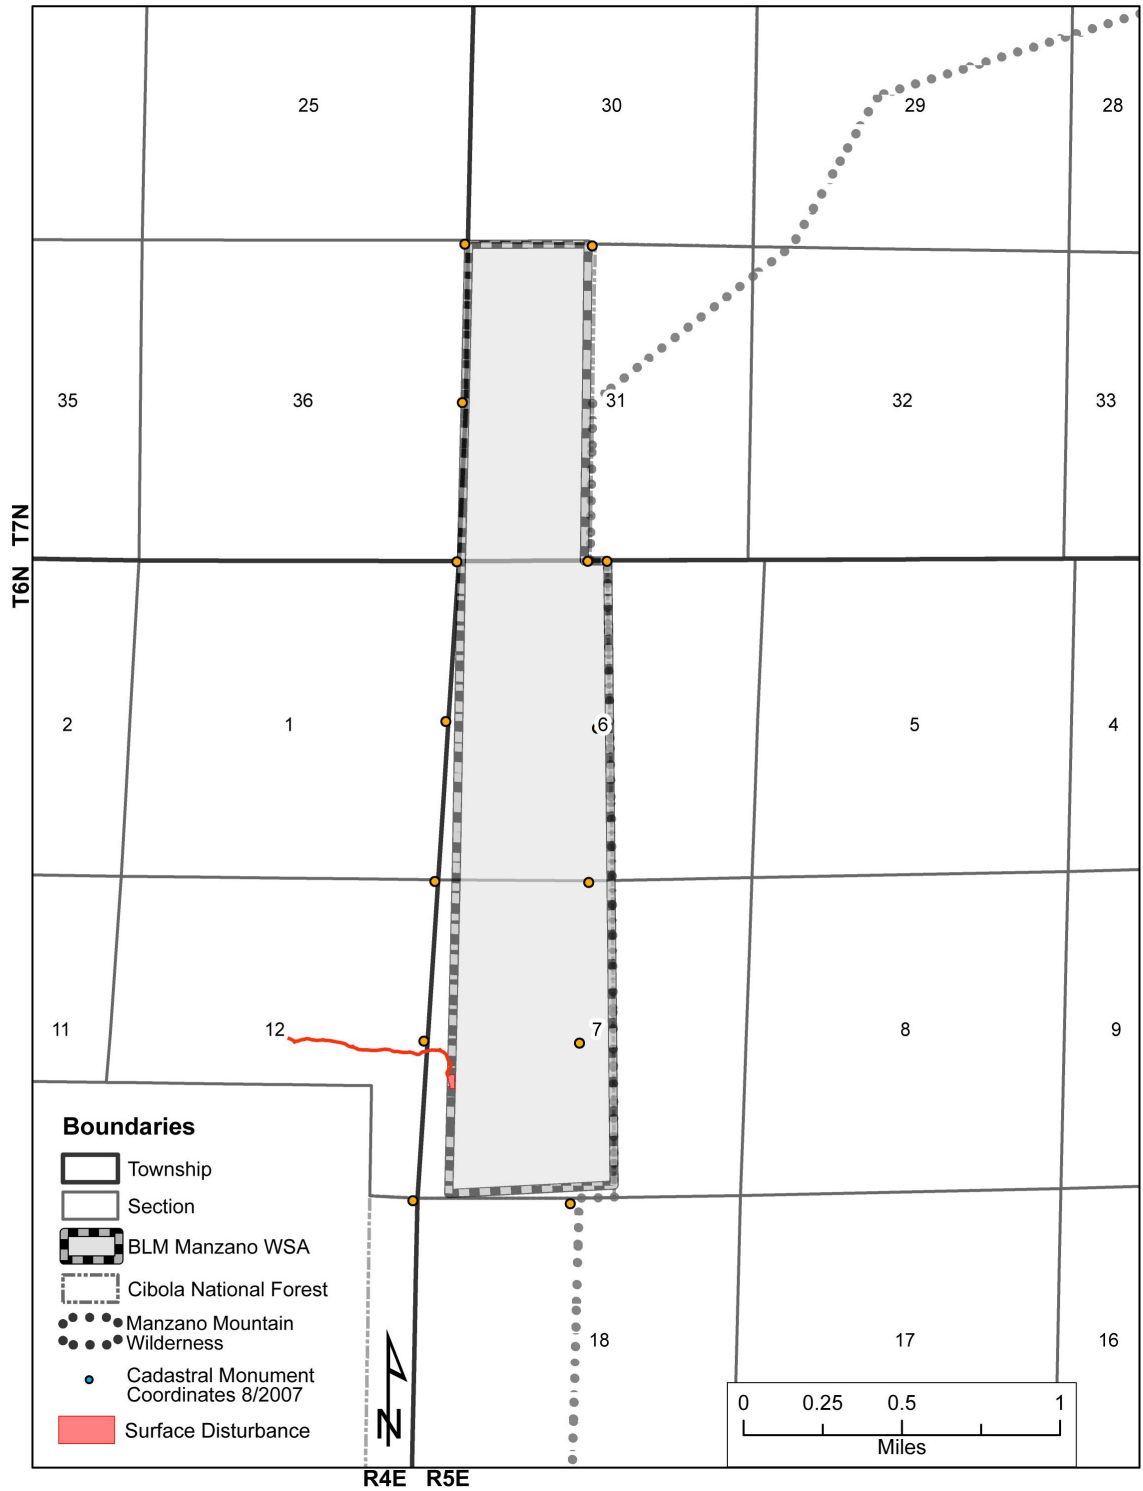 25
30
29
28
35
36
31
32
33
T7N
T6N
2
1
6
5
4
11
12
7
8
9
Boundaries
Township
Section
BLM Manzano WSA
Cibola National Forest
Manzano Mountain
Wilderness
Cadastral Monument
Coordinates 8/2007
Surface Disturbance
N
18
17
16
0 0.25 0.5 1
Miles
R4E R5E